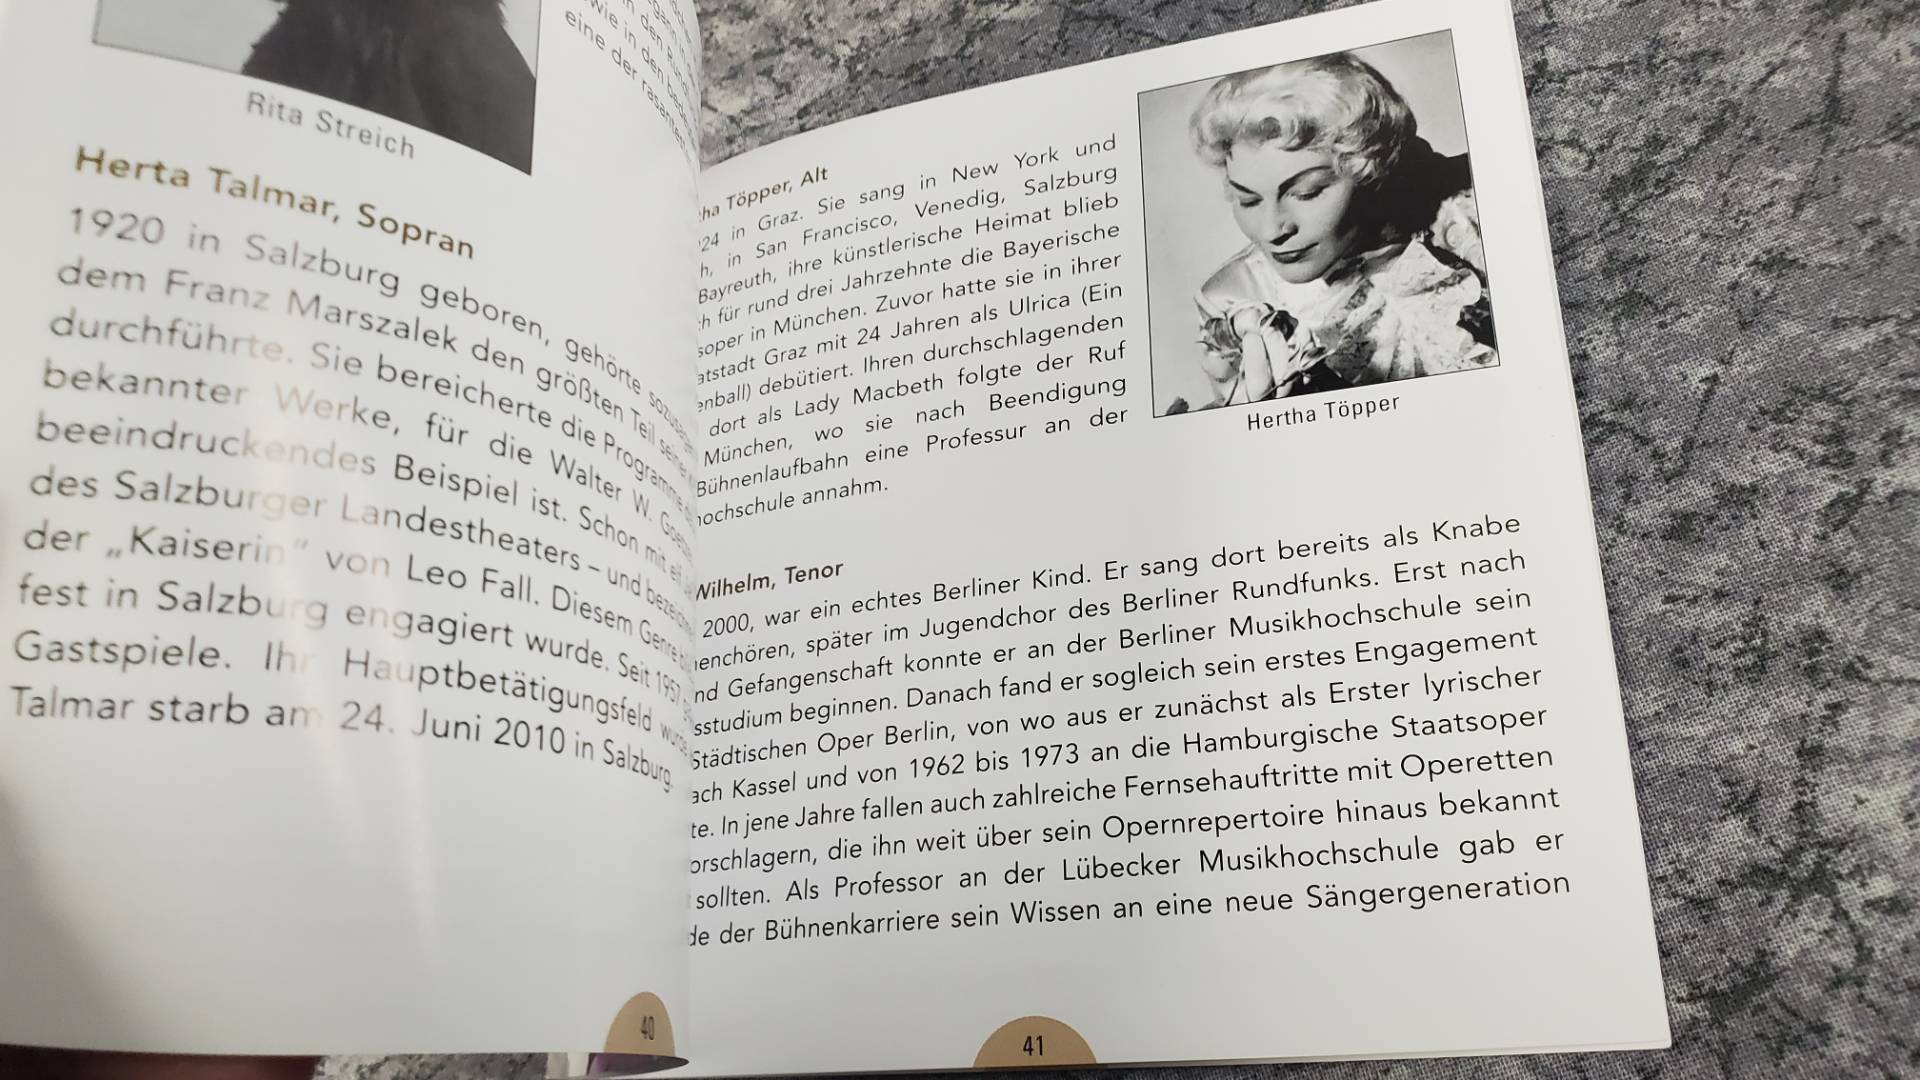 Rita Streich
Herta Talmar, Sopran
1920 in Salzburg geboren, gehörte
dem Franz Marszalek den größten Teil seiner
durchführte. Sie bereicherte die Programme
bekannter Werke, für die Walter W.
beeindruckendes Beispiel ist. Schon mit elf
des Salzburger Landestheaters – und
der „Kaiserin" von Leo Fall. Diesem Genre
fest in Salzburg engagiert wurde. Seit 1957
Gastspiele. Ihr Hauptbetätigungsfeld wurde
Talmar starb am 24. Juni 2010 in Salzburg.
40
eine der
Töpper, Alt
in Graz. Sie sang in New York und
in San Francisco, Venedig, Salzburg
Bayreuth, ihre künstlerische Heimat blieb
für rund drei Jahrzehnte die Bayerische
in München. Zuvor hatte sie in ihrer
Graz mit 24 Jahren als Ulrica (Ein
debütiert. Ihren durchschlagenden
dort als Lady Macbeth folgte der Ruf
München, wo sie nach Beendigung
Bühnenlaufbahn eine Professur an der
annahm.
Hertha Töpper
Wilhelm, Tenor
2000, war ein echtes Berliner Kind. Er sang dort bereits als Knabe
später im Jugendchor des Berliner Rundfunks. Erst nach
Gefangenschaft konnte er an der Berliner Musikhochschule sein
beginnen. Danach fand er sogleich sein erstes Engagement
Städtischen Oper Berlin, von wo aus er zunächst als Erster lyrischer
Kassel und von 1962 bis 1973 an die Hamburgische Staatsoper
In jene Jahre fallen auch zahlreiche Fernsehauftritte mit Operetten
die ihn weit über sein Opernrepertoire hinaus bekannt
sollten. Als Professor an der Lübecker Musikhochschule gab er
der Bühnenkarriere sein Wissen an eine neue Sängergeneration
41